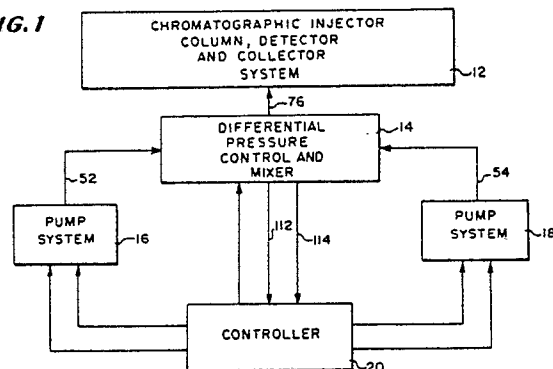 FIG. 1
CHROMATOGRAPHIC INJECTOR
COLUMN, DETECTOR
AND COLLECTOR
SYSTEM
12
76
14
DIFFERENTIAL
PRESSURE
CONTROL AND
MIXER
52
54
PUMP
SYSTEM
16
PUMP
SYSTEM
18
112
114
CONTROLLER
20